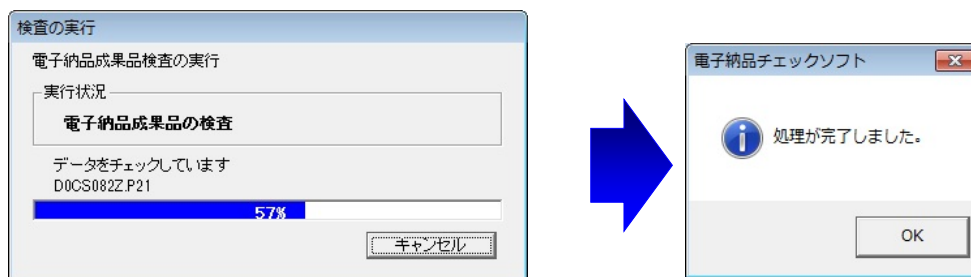 検査の実行
電子納品成果品検査の実行
実行状況
電子納品成果品の検査
データをチェックしています
D0CS082Z.P21
57%
キャンセル
電子納品チェックソフト
処理が完了しました。
OK